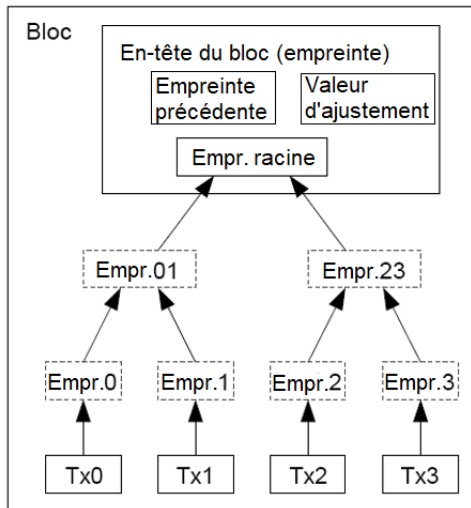 Bloc
En-tête du bloc (empreinte)
Empreinte
précédente
Valeur
d'ajustement
Empr. racine
Empr.01
Empr.23
Empr.0
Empr.1
Empr.2
Empr.3
Tx0
Tx1
Tx2
Tx3